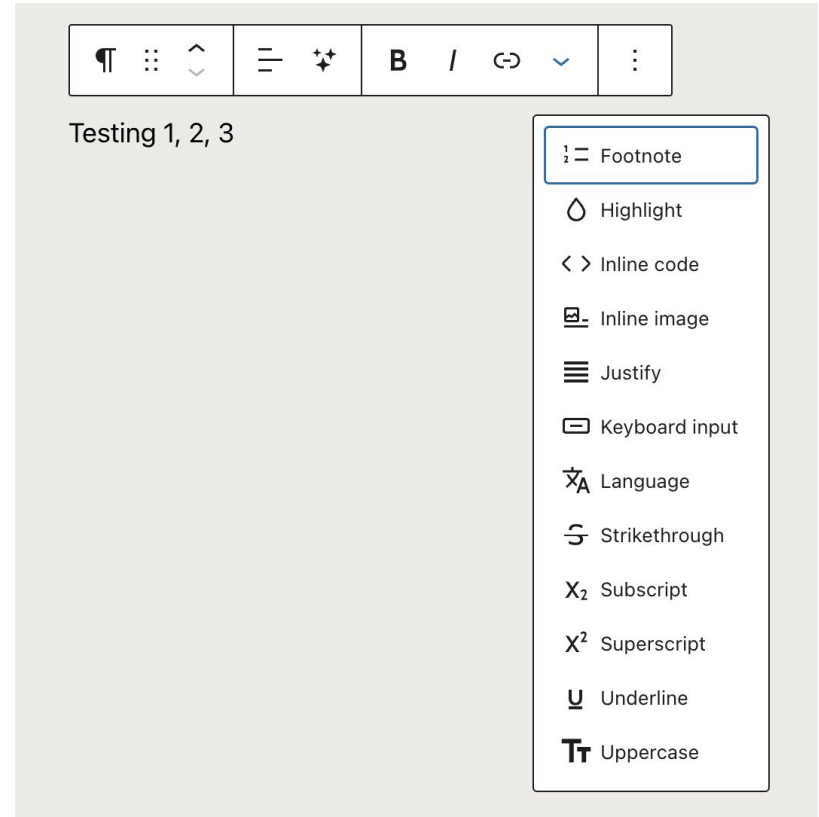 B I
Testing 1, 2, 3
Footnote
Highlight
Inline code
Inline image
Justify
Keyboard input
Language
Strikethrough
X₂ Subscript
X² Superscript
U Underline
TT Uppercase